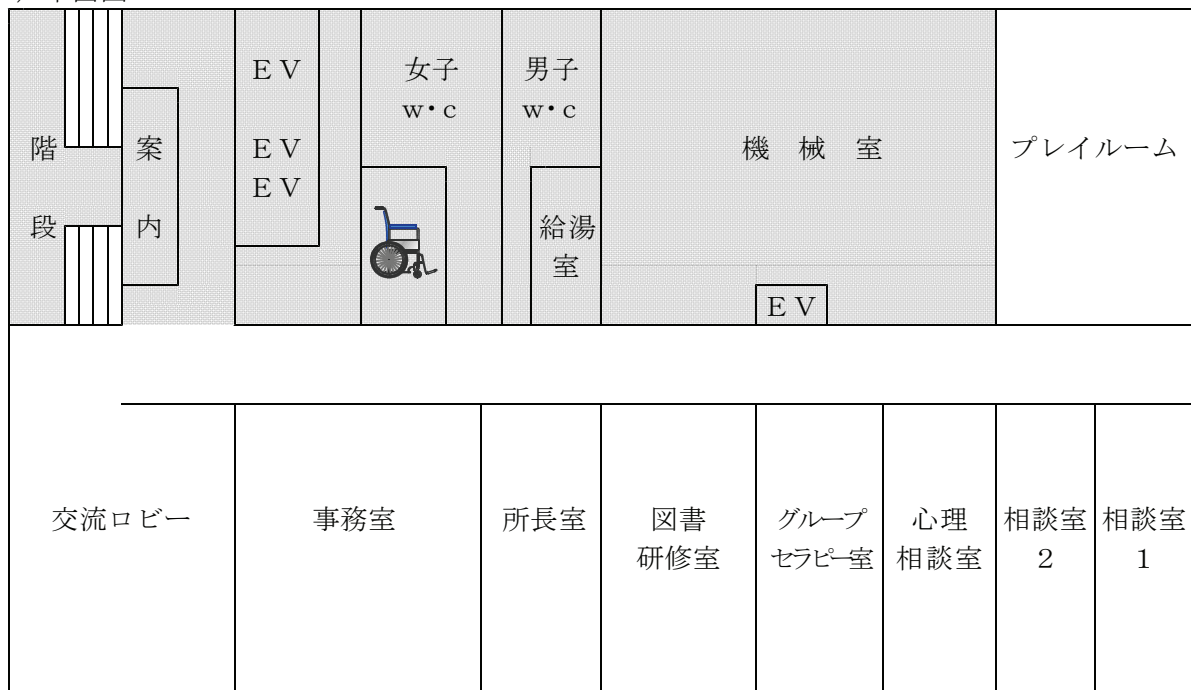 階
段
案
内
ＥＶ
ＥＶ
ＥＶ
女子
w・c
男子
w・c
給湯
室
機　械　室
ＥＶ
プレイルーム
交流ロビー
事務室
所長室
図書
研修室
グループ
セラピー室
心理
相談室
相談室
２
相談室
１